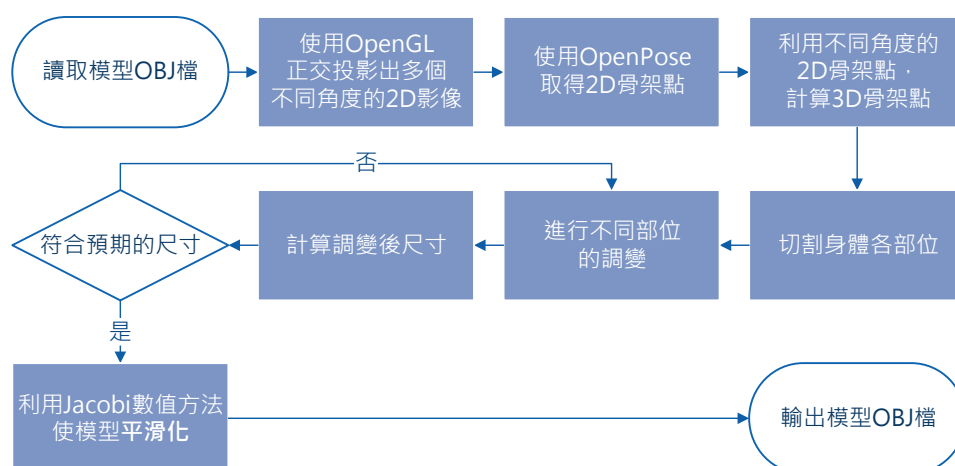 讀取模型OBJ檔
使用OpenGL
正交投影出多個
不同角度的2D影像
使用OpenPose
取得2D骨架點
利用不同角度的
2D骨架點，
計算3D骨架點
否
符合預期的尺寸
計算調變後尺寸
進行不同部位
的調變
切割身體各部位
是
利用Jacobi數值方法
使模型平滑化
輸出模型OBJ檔